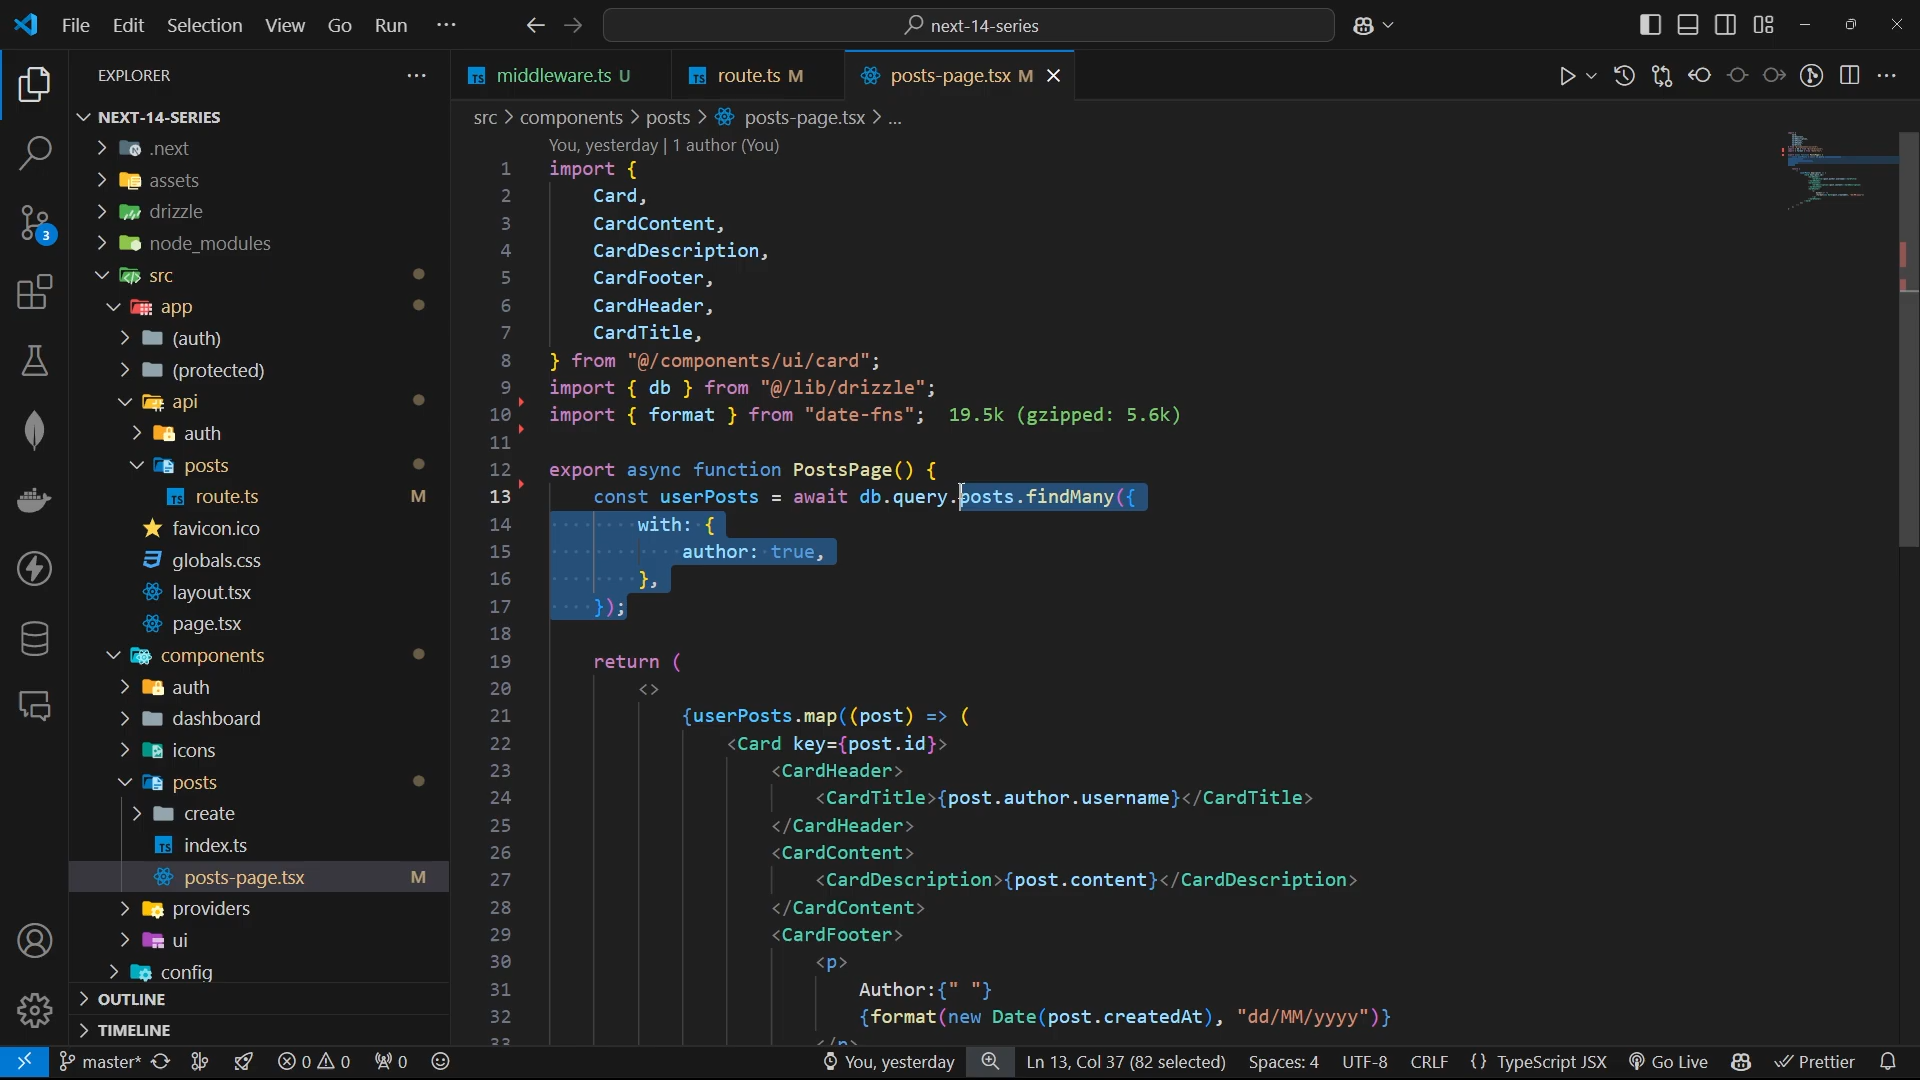 File Edit Selection View Go Run ···
next-14-series
EXPLORER
NEXT-14-SERIES
.next
assets
drizzle
node_modules
src
app
(auth)
(protected)
api
auth
posts
route.ts M
favicon.ico
globals.css
layout.tsx
page.tsx
components
auth
dashboard
icons
posts
create
index.ts
posts-page.tsx M
providers
ui
config
OUTLINE
TIMELINE
3
middleware.ts U
route.ts M
posts-page.tsx M
src > components > posts > posts-page.tsx > ...
You, yesterday | 1 author (You)
1 import {
2 Card,
3 CardContent,
4 CardDescription,
5 CardFooter,
6 CardHeader,
7 CardTitle,
8 } from "@/components/ui/card";
9 import { db } from "@/lib/drizzle";
10 import { format } from "date-fns"; 19.5k (gzipped: 5.6k)
11
12 export async function PostsPage() {
13 const userPosts = await db.query.posts.findMany({
14 with: {
15 author: true,
16 },
17 });
18
19 return (
20 <>
21 {userPosts.map((post) => (
22 <Card key={post.id}>
23 <CardHeader>
24 <CardTitle>{post.author.username}</CardTitle>
25 </CardHeader>
26 <CardContent>
27 <CardDescription>{post.content}</CardDescription>
28 </CardContent>
29 <CardFooter>
30 <p>
31 Author:{" "}
32 {format(new Date(post.createdAt), "dd/MM/yyyy")}
33 </p>
master* 0 0 0 You, yesterday Ln 13, Col 37 (82 selected) Spaces: 4 UTF-8 CRLF {} TypeScript JSX Go Live Prettier